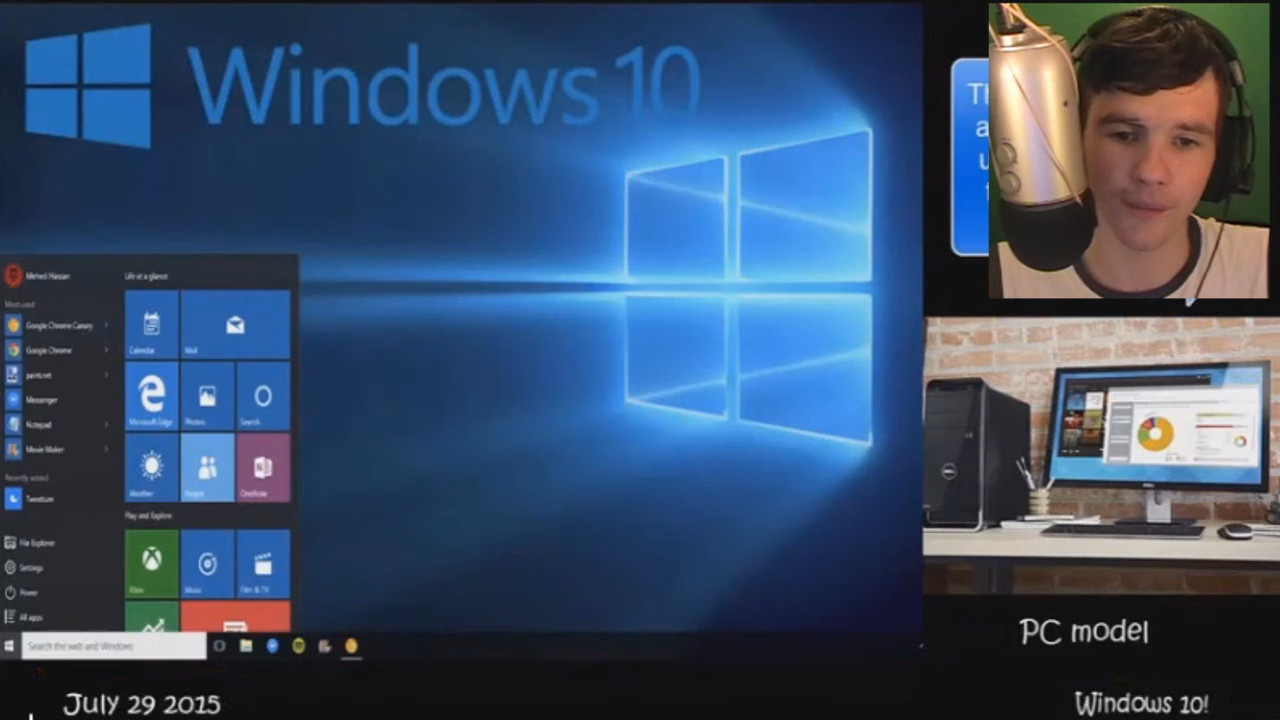 Windows 10
Th
a
u
Mehedi Hassan
Life at a glance
Most used
Google Chrome Canary
Google Chrome
paint.net
Messenger
Notepad
Movie Maker
Recently added
Tweetium
File Explorer
Settings
Power
All apps
Calendar
Mail
Microsoft Edge
Photos
Search
Weather
People
OneNote
Play and Explore
Xbox
Music
Film & TV
Search the web and Windows
DELL
PC model
July 29 2015
Windows 10!